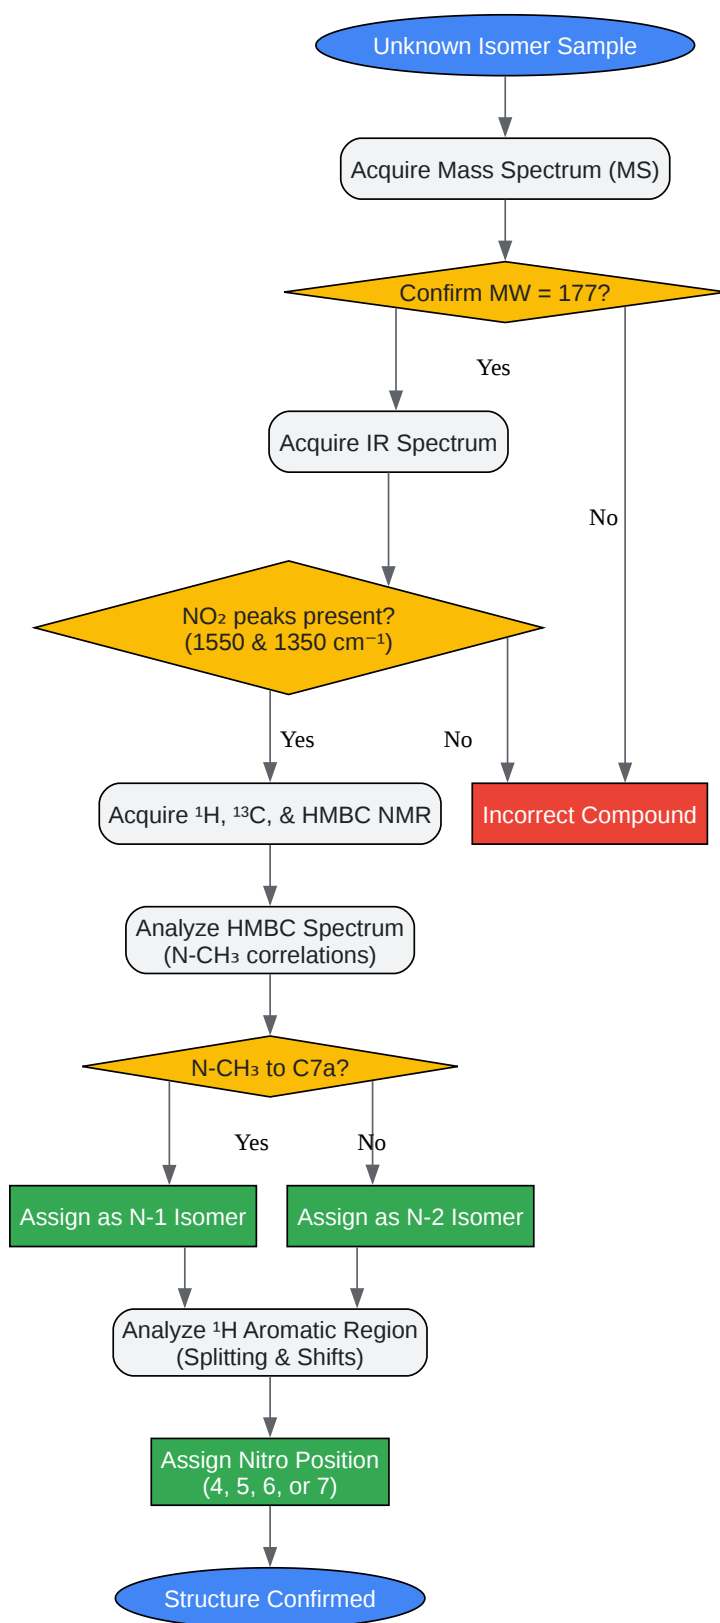 Unknown Isomer Sample
Acquire Mass Spectrum (MS)
Confirm MW = 177?
Yes
Acquire IR Spectrum
No
NO₂ peaks present?
(1550 & 1350 cm⁻¹)
Yes
No
Acquire ¹H, ¹³C, & HMBC NMR
Incorrect Compound
Analyze HMBC Spectrum
(N-CH₃ correlations)
N-CH₃ to C7a?
Yes
No
Assign as N-1 Isomer
Assign as N-2 Isomer
Analyze ¹H Aromatic Region
(Splitting & Shifts)
Assign Nitro Position
(4, 5, 6, or 7)
Structure Confirmed